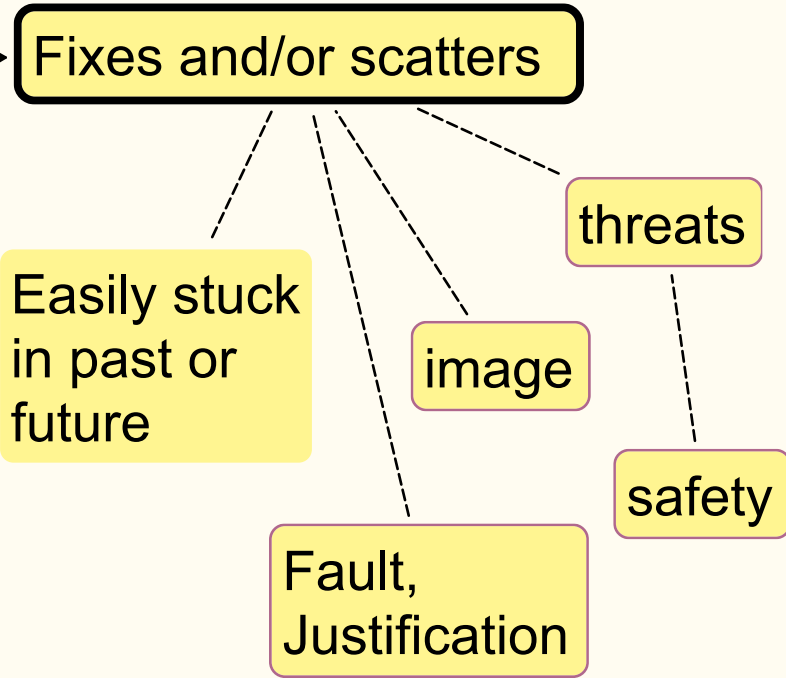 Fixes and/or scatters
threats
Easily stuck
in past or
future
image
safety
Fault,
Justification